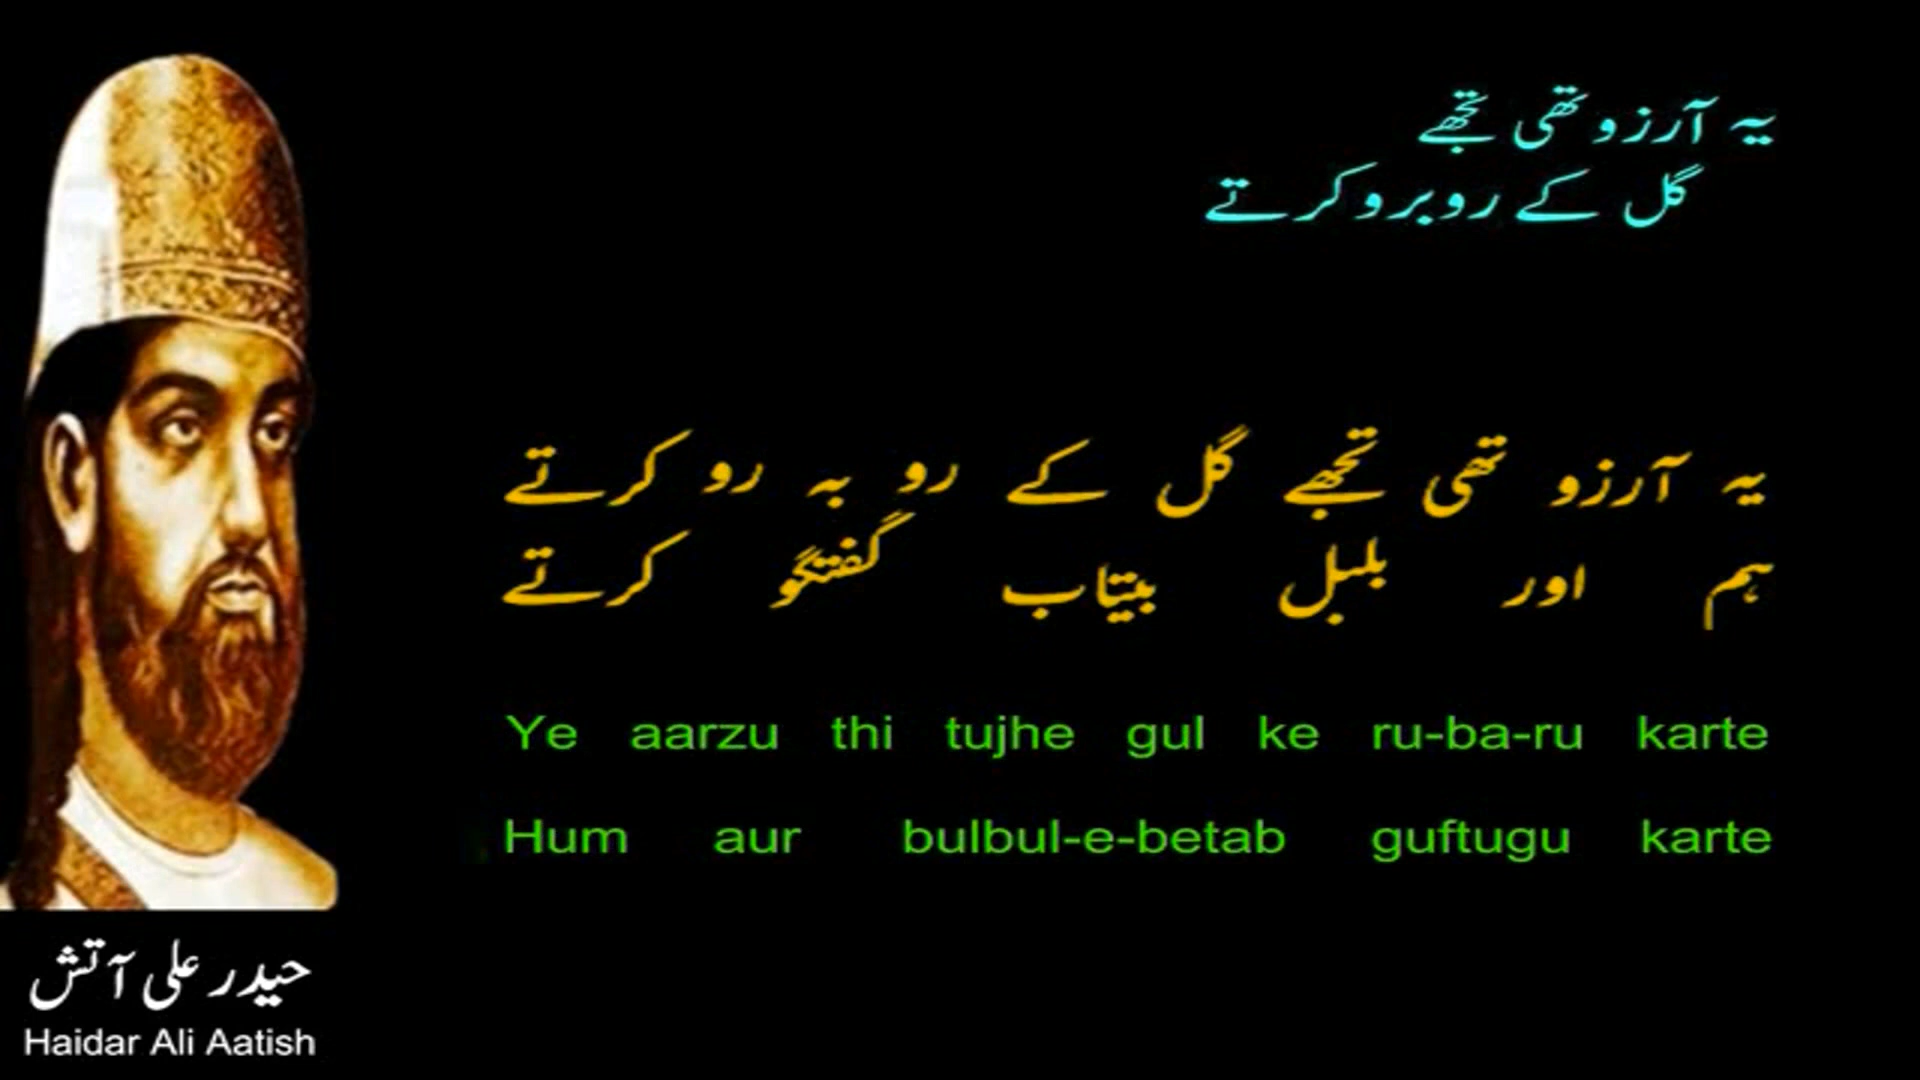 یہ آرزو تھی تجھے
گل کے روبرو کرتے
یہ آرزو تھی تجھے گل کے رو بہ رو کرتے
ہم اور بلبل بیتاب گفتگو کرتے
Ye aarzu thi tujhe gul ke ru-ba-ru karte
Hum aur bulbul-e-betab guftugu karte
حیدر علی آتش
Haidar Ali Aatish